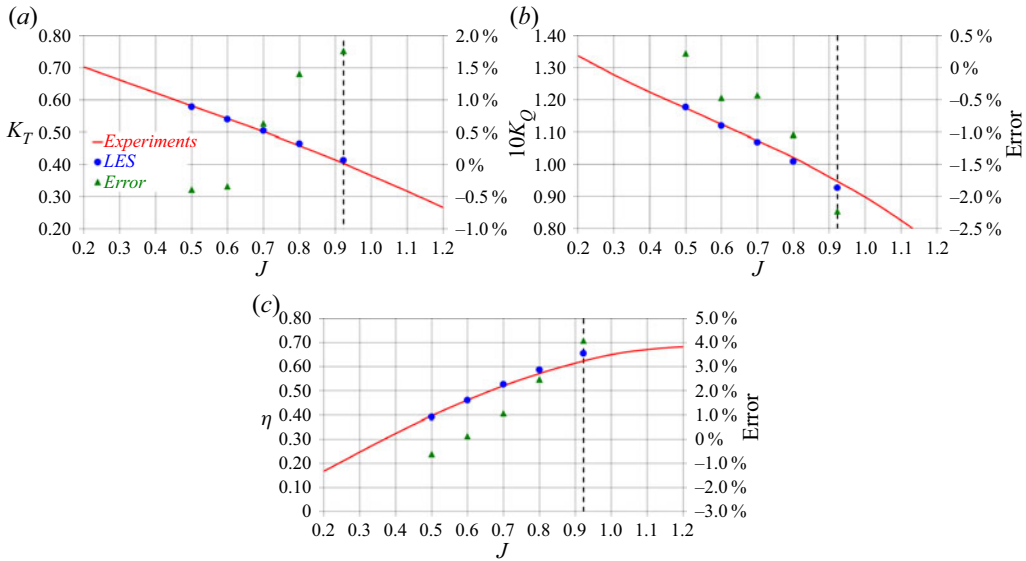 (a)
0.80
0.70
0.60
0.50
0.40
0.30
0.20
K_T
Experiments
LES
Error
2.0 %
1.5 %
1.0 %
0.5 %
0 %
–0.5 %
–1.0 %
0.2 0.3 0.4 0.5 0.6 0.7 0.8 0.9 1.0 1.1 1.2
J
(b)
1.40
1.30
1.20
1.10
1.00
0.90
0.80
10K_Q
0.5 %
0 %
–0.5 %
–1.0 %
–1.5 %
–2.0 %
–2.5 %
Error
0.2 0.3 0.4 0.5 0.6 0.7 0.8 0.9 1.0 1.1 1.2
J
(c)
0.80
0.70
0.60
0.50
0.40
0.30
0.20
0.10
0
η
5.0 %
4.0 %
3.0 %
2.0 %
1.0 %
0 %
–1.0 %
–2.0 %
–3.0 %
Error
0.2 0.3 0.4 0.5 0.6 0.7 0.8 0.9 1.0 1.1 1.2
J